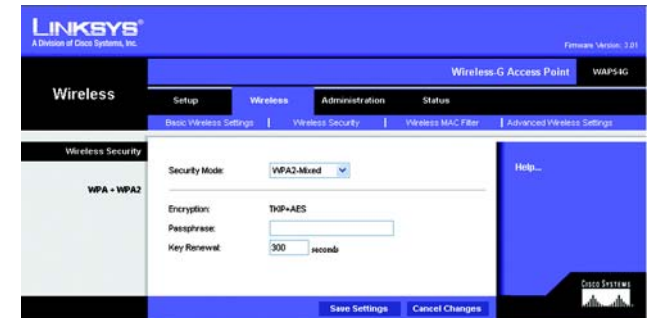 LINKSYS®
A Division of Cisco Systems, Inc.
Firmware Version: 3.01
Wireless-G Access Point WAP54G
Wireless
Setup Wireless Administration Status
Basic Wireless Settings | Wireless Security | Wireless MAC Filter | Advanced Wireless Settings
Wireless Security
Security Mode: WPA2-Mixed
Help...
WPA + WPA2
Encryption: TKIP+AES
Passphrase:
Key Renewal: 300 seconds
CISCO SYSTEMS
Save Settings Cancel Changes